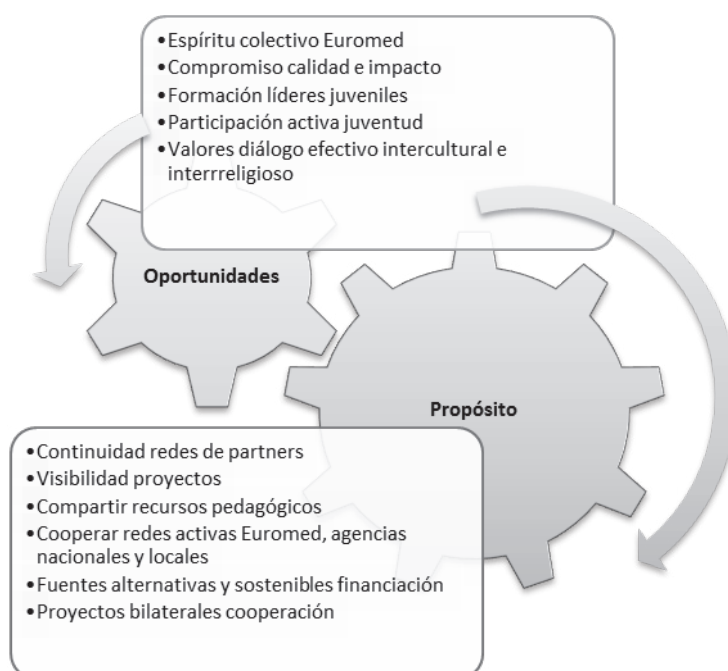 •Espíritu colectivo Euromed
•Compromiso calidad e impacto
•Formación líderes juveniles
•Participación activa juventud
•Valores diálogo efectivo intercultural e
interrreligioso
Oportunidades
Propósito
•Continuidad redes de partners
•Visibilidad proyectos
•Compartir recursos pedagógicos
•Cooperar redes activas Euromed, agencias
nacionales y locales
•Fuentes alternativas y sostenibles financiación
•Proyectos bilaterales cooperación